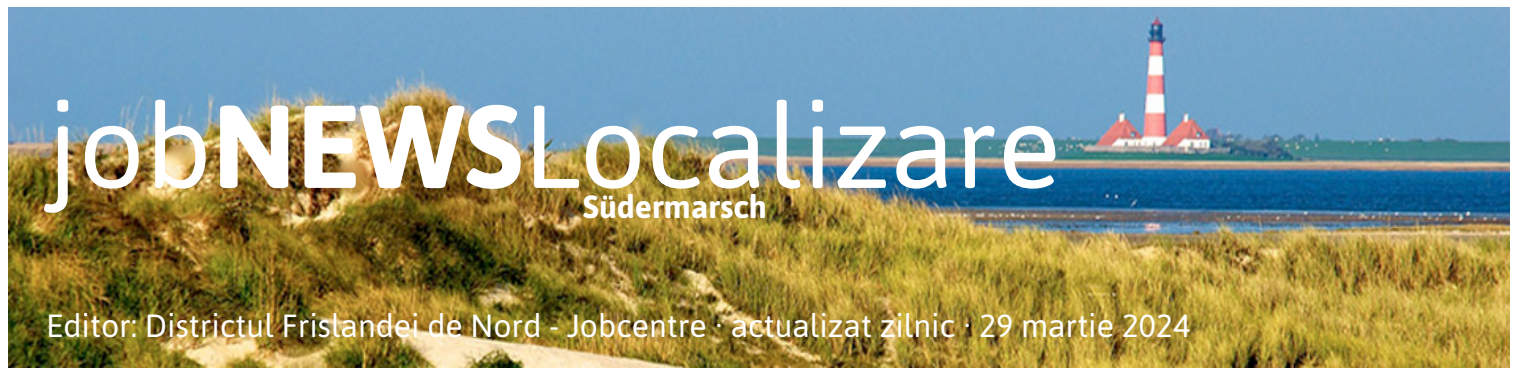 jobNEWSLocalizare
Südermarsch
Editor: Districtul Frislandei de Nord - Jobcentre · actualizat zilnic · 29 martie 2024